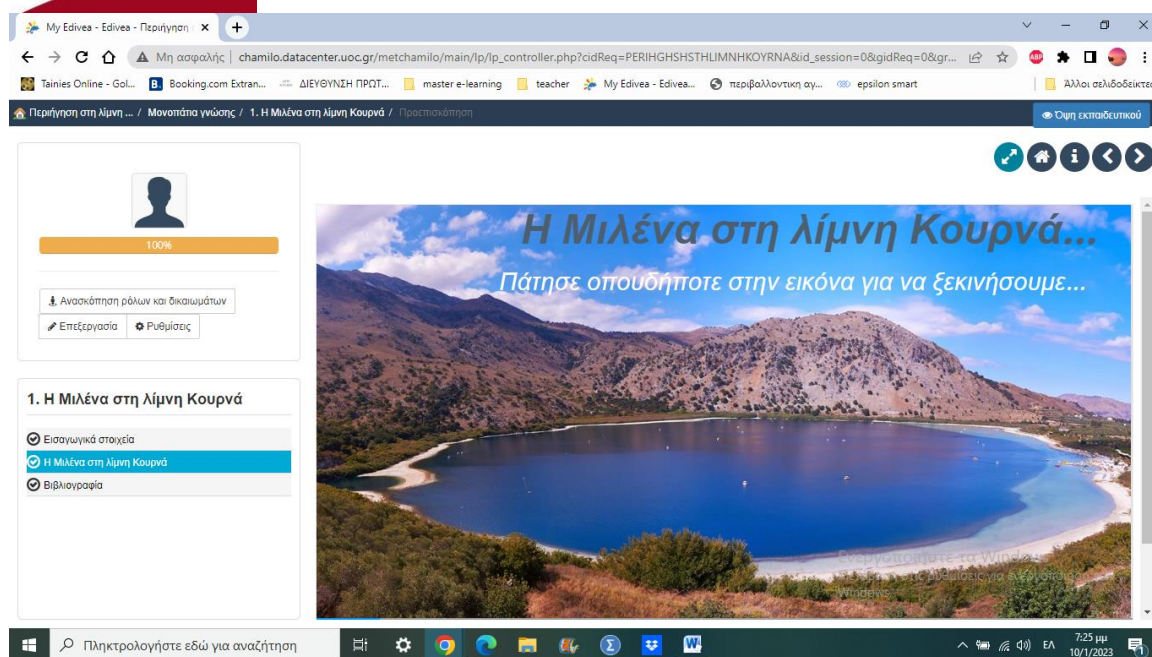 My Edivea - Edivea - Περιήγηση
Μη ασφαλής | chamilo.datacenter.uoc.gr/metchamilo/main/lp/lp_controller.php?cidReq=PERIHGHSHSTHLIMNHKOYRNA&id_session=0&gidReq=0&gr...
ABP
Tainies Online - Gol...
B. Booking.com Extran...
ΔΙΕΥΘΥΝΣΗ ΠΡΩΤ...
master e-learning
teacher
My Edivea - Edivea...
περιβαλλοντικη αγ...
epsilon smart
Άλλοι σελιδοδείκτες
Περιήγηση στη λίμνη ... / Μονοπάτια γνώσης / 1. Η Μιλένα στη λίμνη Κουρνά / Προεπισκόπηση
Όψη εκπαιδευτικού
100%
Ανασκόπηση ρόλων και δικαιωμάτων
Επεξεργασία
Ρυθμίσεις
1. Η Μιλένα στη λίμνη Κουρνά
Εισαγωγικά στοιχεία
Η Μιλένα στη λίμνη Κουρνά
Βιβλιογραφία
Η Μιλένα στη λίμνη Κουρνά...
Πάτησε οπουδήποτε στην εικόνα για να ξεκινήσουμε...
Ενεργοποιήστε τα Windows
Windows.
Πληκτρολογήστε εδώ για αναζήτηση
ΕΛ
7:25 μμ
10/1/2023